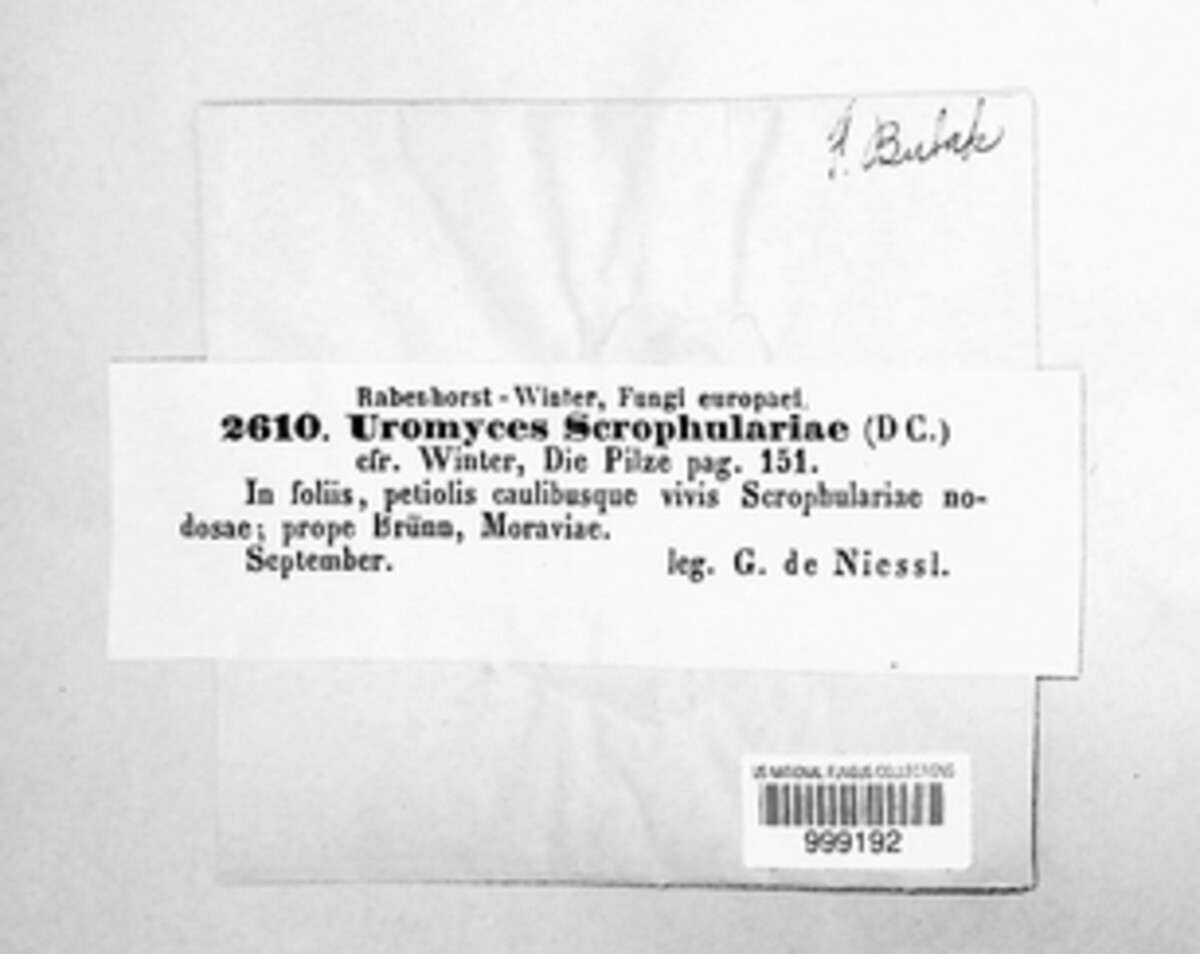 F. Bubak
Rabenhorst - Winter, Fungi europaei.
2610. Uromyces Scrophulariae (D C.)
cfr. Winter, Die Pilze pag. 151.
In foliis, petiolis caulibusque vivis Scrophulariae no-
dosae; prope Brünn, Moraviae.
September. leg. G. de Niessl.
US NATIONAL FUNGUS COLLECTIONS
999192